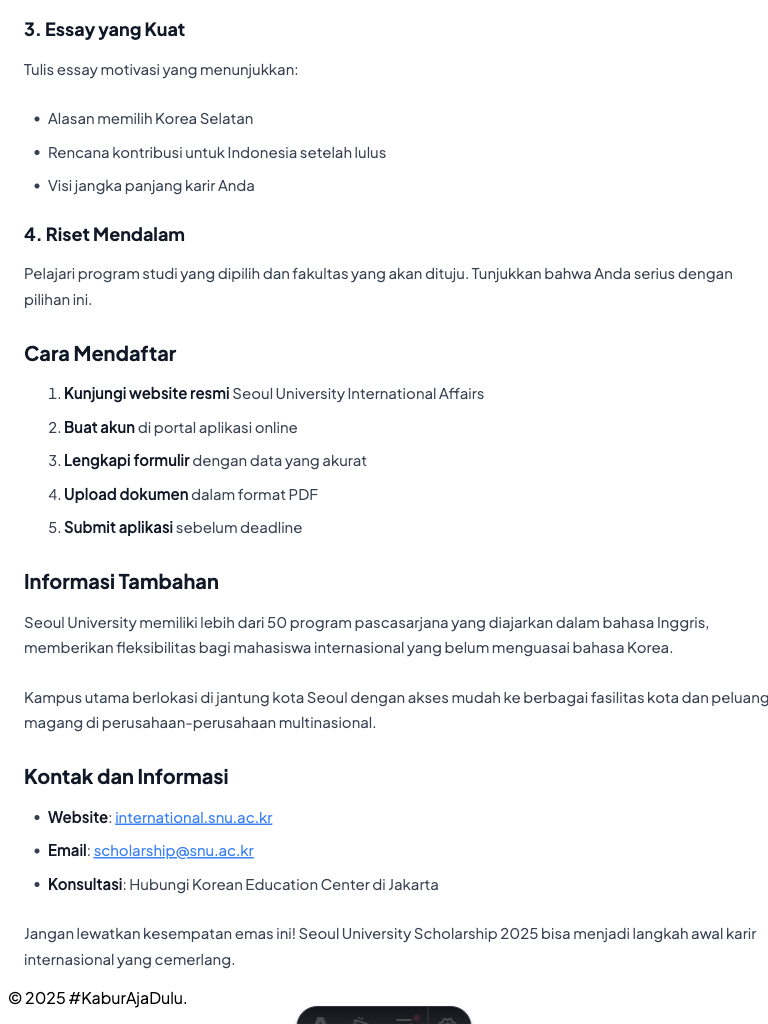 3. Essay yang Kuat
Tulis essay motivasi yang menunjukkan:
• Alasan memilih Korea Selatan
• Rencana kontribusi untuk Indonesia setelah lulus
• Visi jangka panjang karir Anda
4. Riset Mendalam
Pelajari program studi yang dipilih dan fakultas yang akan dituju. Tunjukkan bahwa Anda serius dengan
pilihan ini.
Cara Mendaftar
1. Kunjungi website resmi Seoul University International Affairs
2. Buat akun di portal aplikasi online
3. Lengkapi formulir dengan data yang akurat
4. Upload dokumen dalam format PDF
5. Submit aplikasi sebelum deadline
Informasi Tambahan
Seoul University memiliki lebih dari 50 program pascasarjana yang diajarkan dalam bahasa Inggris,
memberikan fleksibilitas bagi mahasiswa internasional yang belum menguasai bahasa Korea.
Kampus utama berlokasi di jantung kota Seoul dengan akses mudah ke berbagai fasilitas kota dan peluang
magang di perusahaan-perusahaan multinasional.
Kontak dan Informasi
• Website: international.snu.ac.kr
• Email: scholarship@snu.ac.kr
• Konsultasi: Hubungi Korean Education Center di Jakarta
Jangan lewatkan kesempatan emas ini! Seoul University Scholarship 2025 bisa menjadi langkah awal karir
internasional yang cemerlang.
© 2025 #KaburAjaDulu.